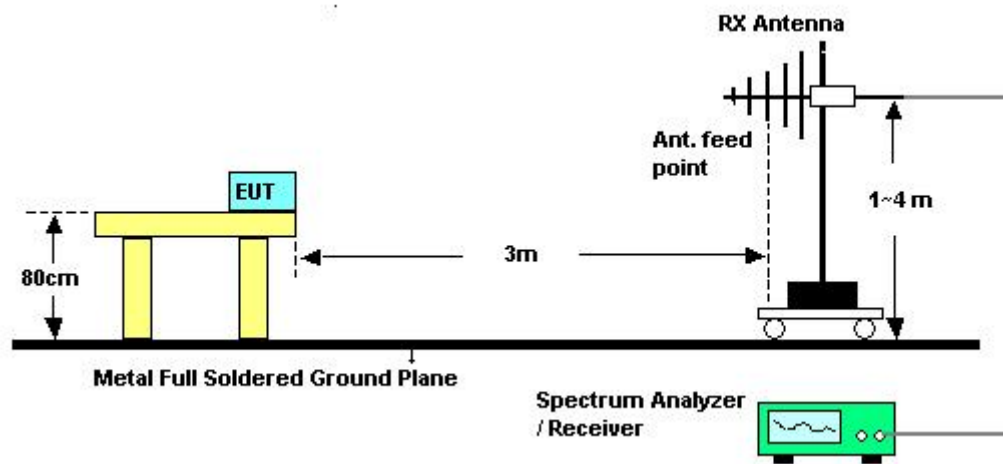 RX Antenna
Ant. feed
point
EUT
1~4 m
3m
80cm
Metal Full Soldered Ground Plane
Spectrum Analyzer
/ Receiver